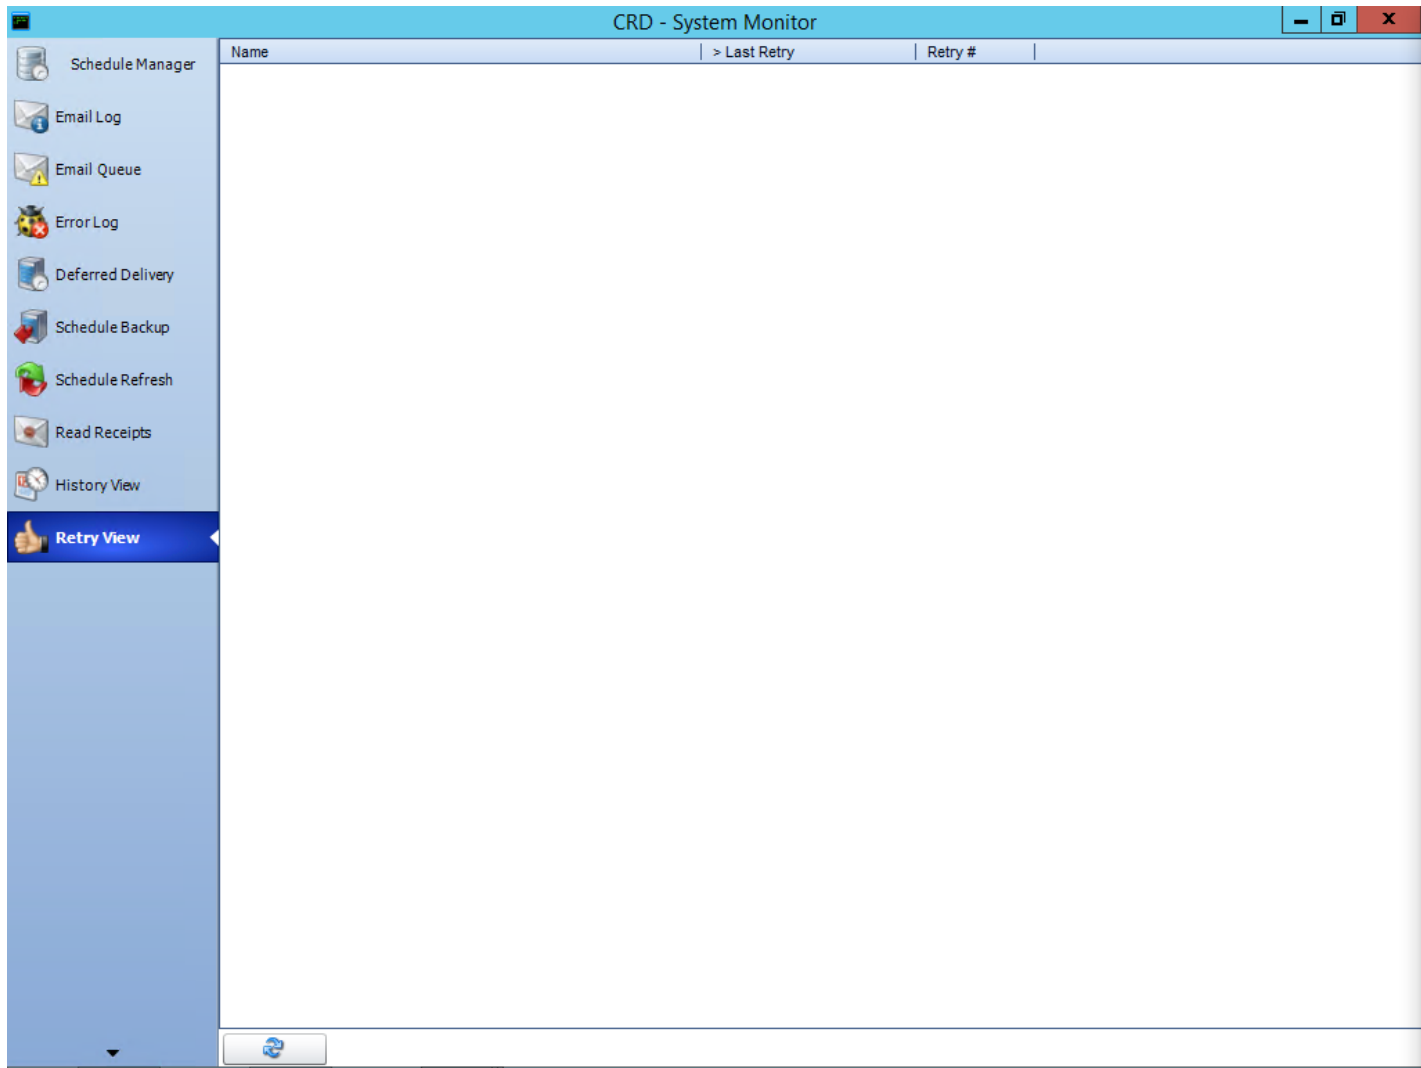 CRD - System Monitor
Schedule Manager
Email Log
Email Queue
Error Log
Deferred Delivery
Schedule Backup
Schedule Refresh
Read Receipts
History View
Retry View
Name > Last Retry Retry #